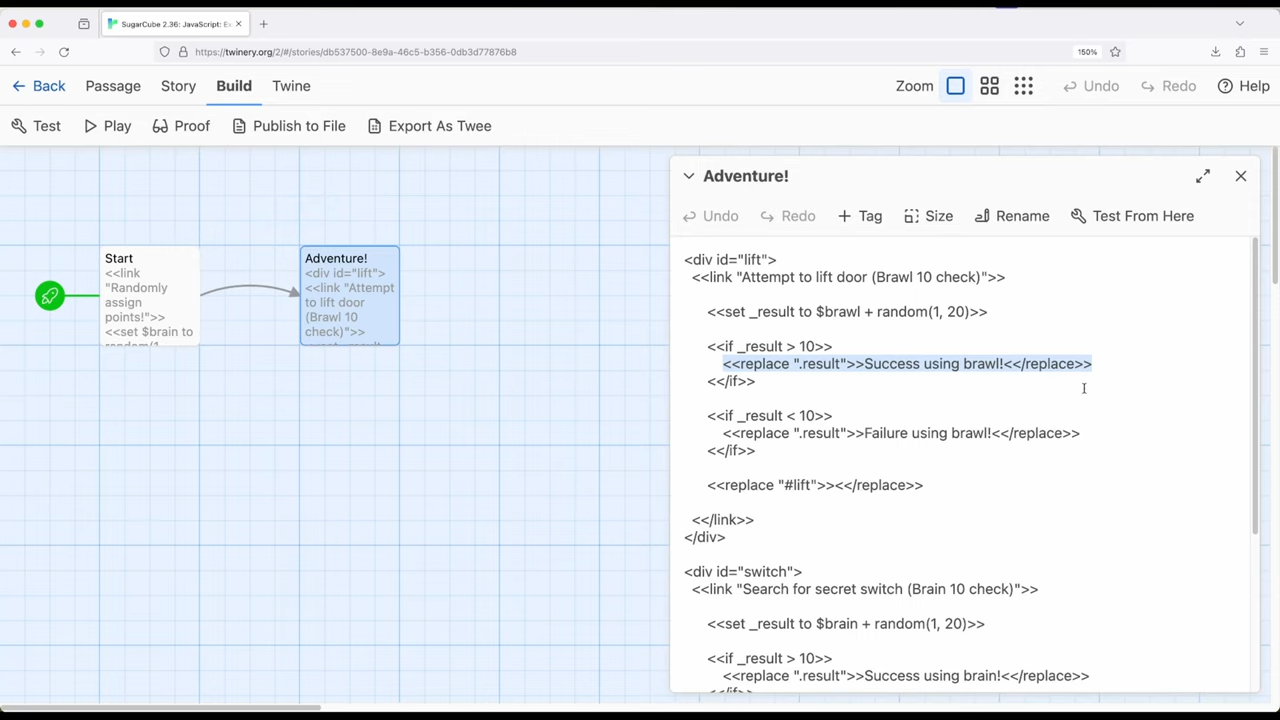 SugarCube 2.36: JavaScript: Ex
https://twinery.org/2/#/stories/db537500-8e9a-46c5-b356-0db3d77876b8
150%
Back
Passage
Story
Build
Twine
Zoom
Undo
Redo
Help
Test
Play
Proof
Publish to File
Export As Twee
Start
<<link
"Randomly
assign
points!">>
<<set $brain to
random(1,
Adventure!
<div id="lift">
<<link "Attempt
to lift door
(Brawl 10
check)">>
Adventure!
Undo
Redo
Tag
Size
Rename
Test From Here
<div id="lift">
<<link "Attempt to lift door (Brawl 10 check)">>
<<set _result to $brawl + random(1, 20)>>
<<if _result > 10>>
<<replace ".result">>Success using brawl!<</replace>>
<</if>>
<<if _result < 10>>
<<replace ".result">>Failure using brawl!<</replace>>
<</if>>
<<replace "#lift">><</replace>>
<</link>>
</div>
<div id="switch">
<<link "Search for secret switch (Brain 10 check)">>
<<set _result to $brain + random(1, 20)>>
<<if _result > 10>>
<<replace ".result">>Success using brain!<</replace>>
<</if>>